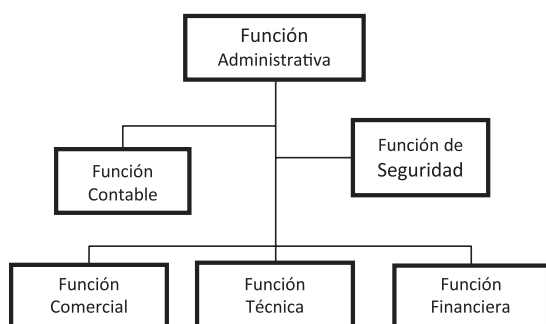 Función
Administrativa
Función
Contable
Función de
Seguridad
Función
Comercial
Función
Técnica
Función
Financiera